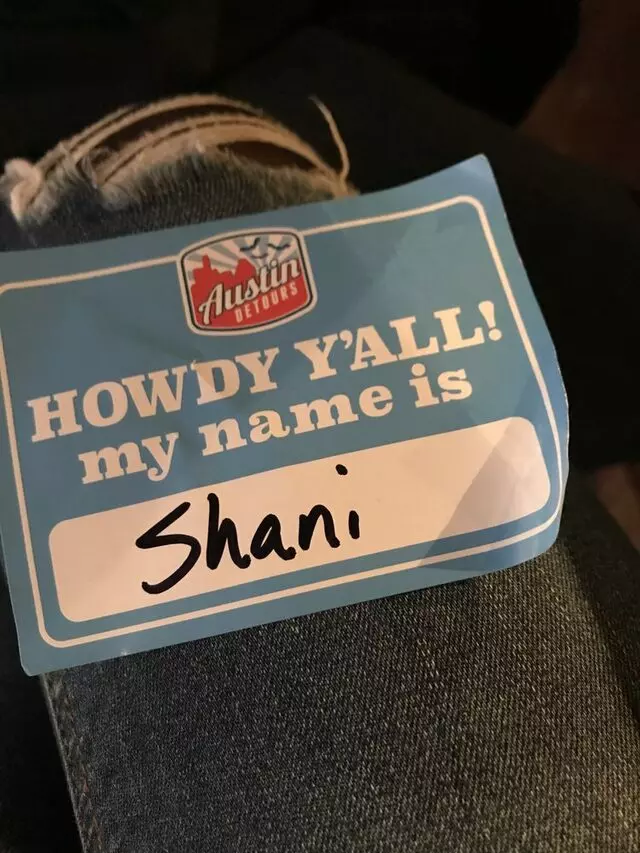 Austin
DETOURS
HOWDY Y'ALL!
my name is
Shani